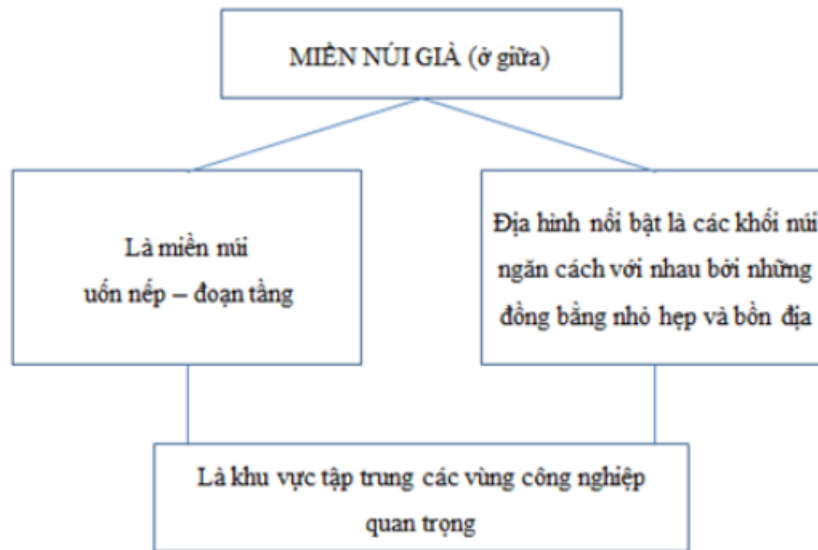 MIỀN NÚI GIÀ (ở giữa)
Là miền núi
uốn nếp – đoạn tầng
Địa hình nổi bật là các khối núi
ngăn cách với nhau bởi những
đồng bằng nhỏ hẹp và bồn địa
Là khu vực tập trung các vùng công nghiệp
quan trọng